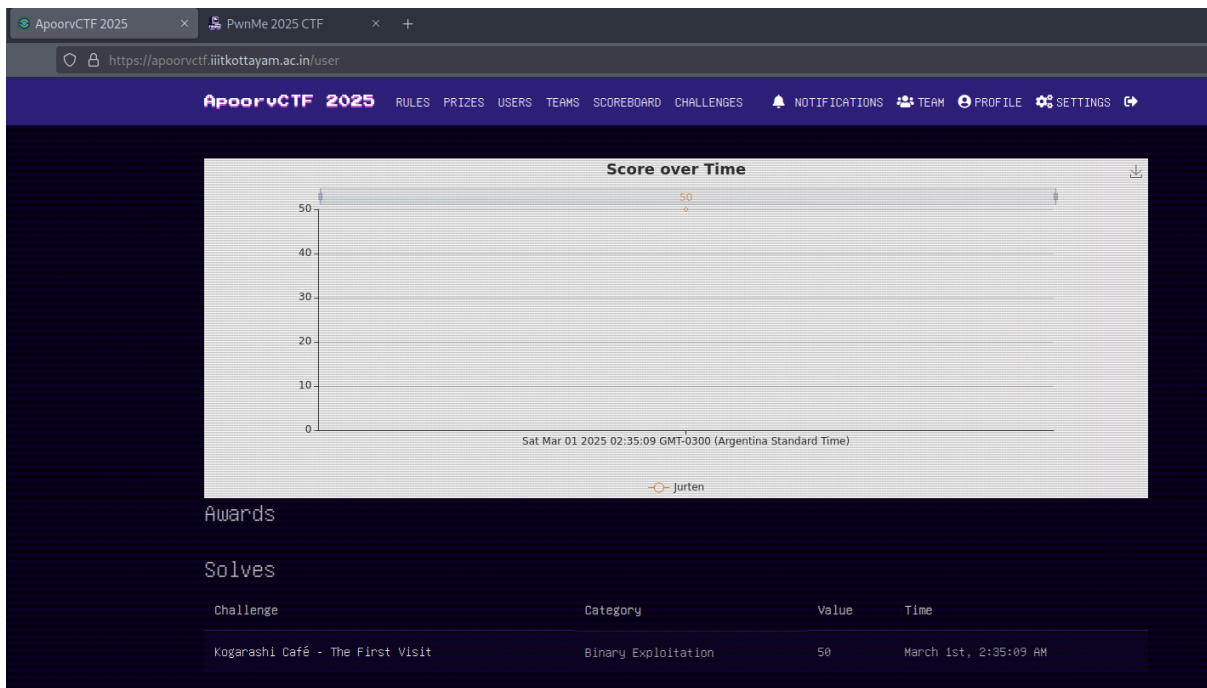 ApoorvCTF 2025 × PwnMe 2025 CTF × +
https://apoorvctf.iiitkottayam.ac.in/user
ApoorvCTF 2025 RULES PRIZES USERS TEAMS SCOREBOARD CHALLENGES NOTIFICATIONS TEAM PROFILE SETTINGS
Score over Time
50
50
40
30
20
10
0
Sat Mar 01 2025 02:35:09 GMT-0300 (Argentina Standard Time)
Jurten
Awards
Solves
Challenge Category Value Time
Kogarashi Café - The First Visit Binary Exploitation 50 March 1st, 2:35:09 AM